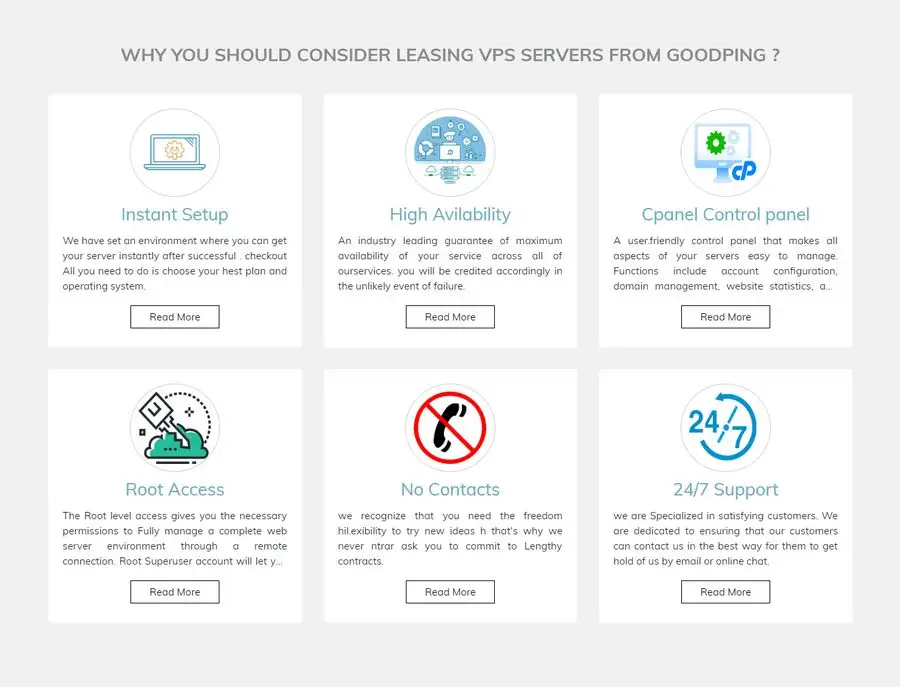 WHY YOU SHOULD CONSIDER LEASING VPS SERVERS FROM GOODPING ?
Instant Setup
We have set an environment where you can get
your server instantly after successful . checkout
All you need to do is choose your hest plan and
operating system.
Read More
High Avilability
An industry leading guarantee of maximum
availability of your service across all of
ourservices. you will be credited accordingly in
the unlikely event of failure.
Read More
cP
Cpanel Control panel
A user.friendly control panel that makes all
aspects of your servers easy to manage.
Functions include account configuration,
domain management, website statistics, a...
Read More
Root Access
The Root level access gives you the necessary
permissions to Fully manage a complete web
server environment through a remote
connection. Root Superuser account will let y...
Read More
No Contacts
we recognize that you need the freedom
hil.exibility to try new ideas h that's why we
never ntrar ask you to commit to Lengthy
contracts.
Read More
24/7
24/7 Support
we are Specialized in satisfying customers. We
are dedicated to ensuring that our customers
can contact us in the best way for them to get
hold of us by email or online chat.
Read More